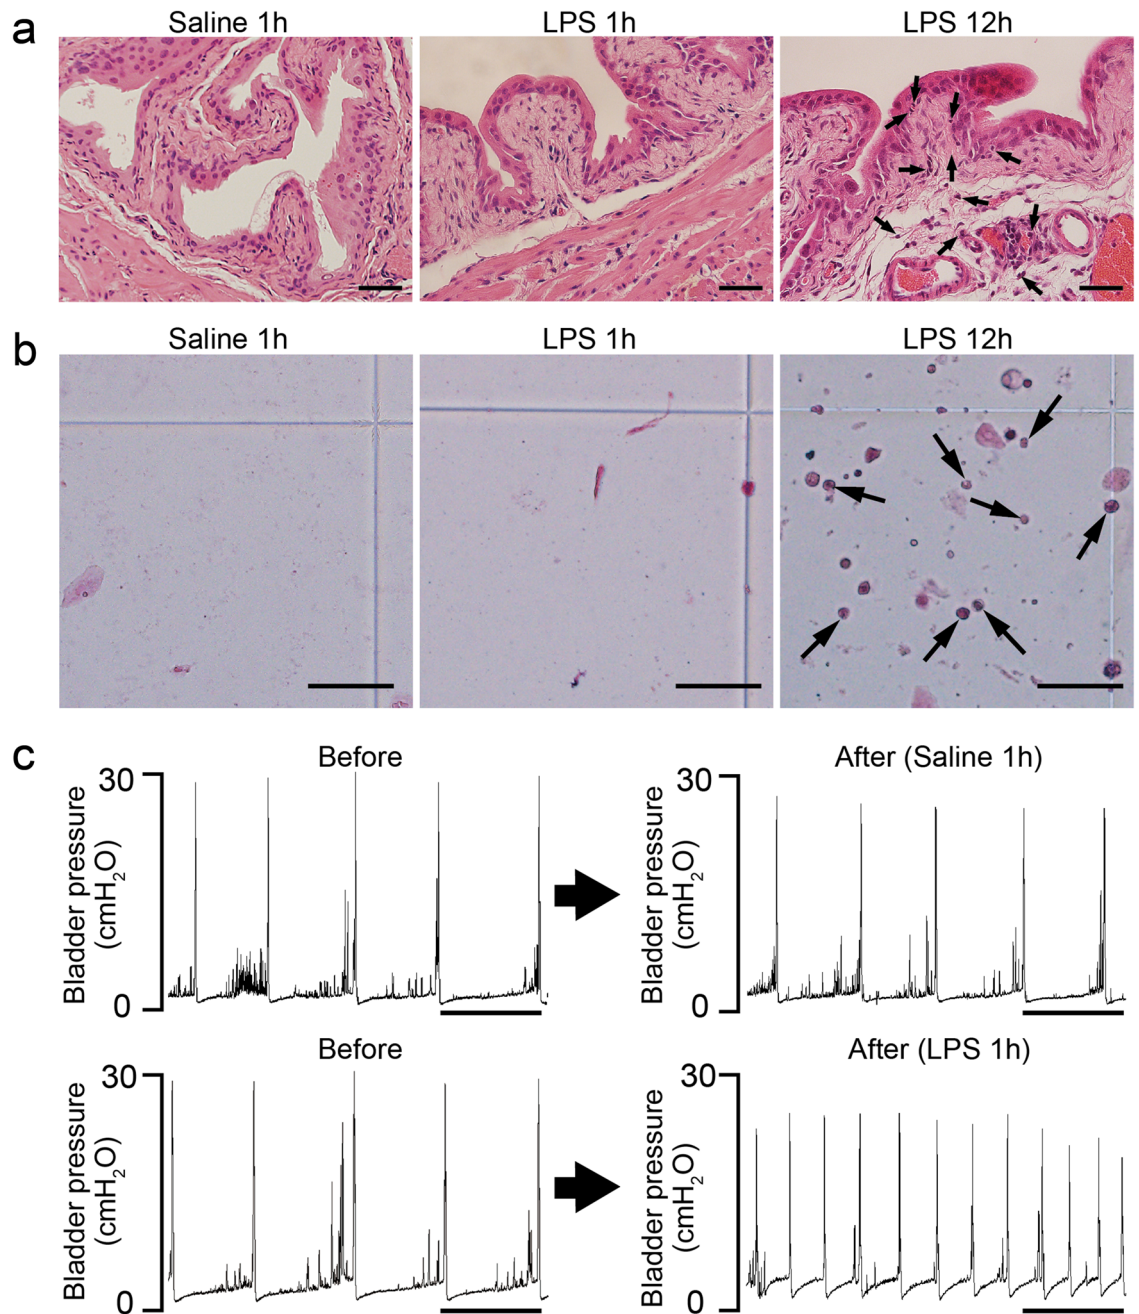 a
Saline 1h
LPS 1h
LPS 12h
b
Saline 1h
LPS 1h
LPS 12h
c
Before
After (Saline 1h)
Bladder pressure
(cmH₂O)
30
0
Bladder pressure
(cmH₂O)
30
0
Before
After (LPS 1h)
Bladder pressure
(cmH₂O)
30
0
Bladder pressure
(cmH₂O)
30
0